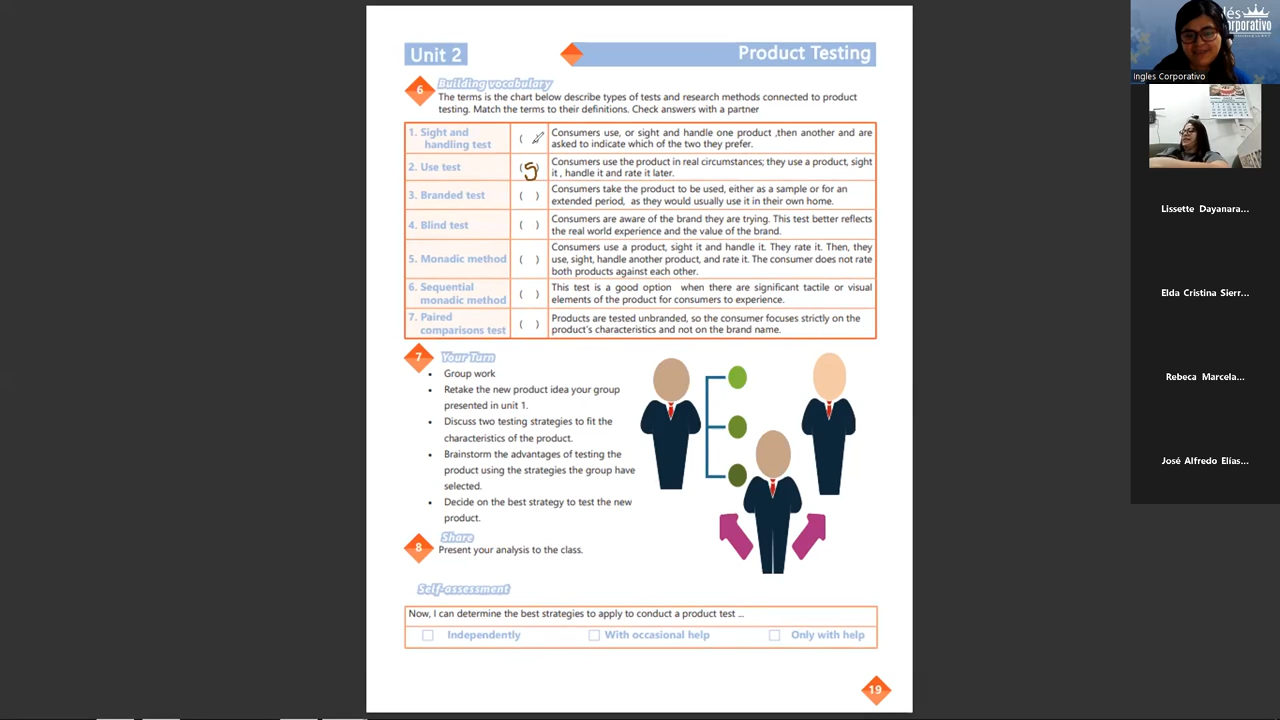 Unit 2
Product Testing
6
Building vocabulary
The terms is the chart below describe types of tests and research methods connected to product
testing. Match the terms to their definitions. Check answers with a partner
1. Sight and
handling test
( )
Consumers use, or sight and handle one product ,then another and are
asked to indicate which of the two they prefer.
2. Use test
(5)
Consumers use the product in real circumstances; they use a product, sight
it , handle it and rate it later.
3. Branded test
( )
Consumers take the product to be used, either as a sample or for an
extended period, as they would usually use it in their own home.
4. Blind test
( )
Consumers are aware of the brand they are trying. This test better reflects
the real world experience and the value of the brand.
5. Monadic method
( )
Consumers use a product, sight it and handle it. They rate it. Then, they
use, sight, handle another product, and rate it. The consumer does not rate
both products against each other.
6. Sequential
monadic method
( )
This test is a good option when there are significant tactile or visual
elements of the product for consumers to experience.
7. Paired
comparisons test
( )
Products are tested unbranded, so the consumer focuses strictly on the
product's characteristics and not on the brand name.
7
Your Turn
• Group work
• Retake the new product idea your group
presented in unit 1.
• Discuss two testing strategies to fit the
characteristics of the product.
• Brainstorm the advantages of testing the
product using the strategies the group have
selected.
• Decide on the best strategy to test the new
product.
8
Share
Present your analysis to the class.
Self-assessment
Now, I can determine the best strategies to apply to conduct a product test ...
Independently
With occasional help
Only with help
19
Ingles Corporativo
Lissette Dayanara...
Elda Cristina Sierr...
Rebeca Marcela...
José Alfredo Elías...